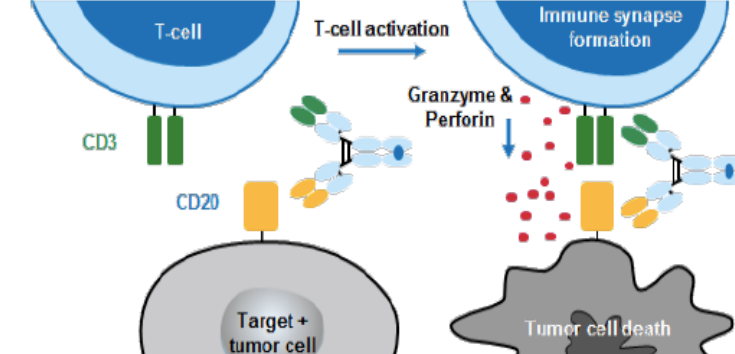 T-cell
T-cell activation
Immune synapse
formation
Granzyme &
Perforin
CD3
CD20
Target +
tumor cell
Tumor cell death